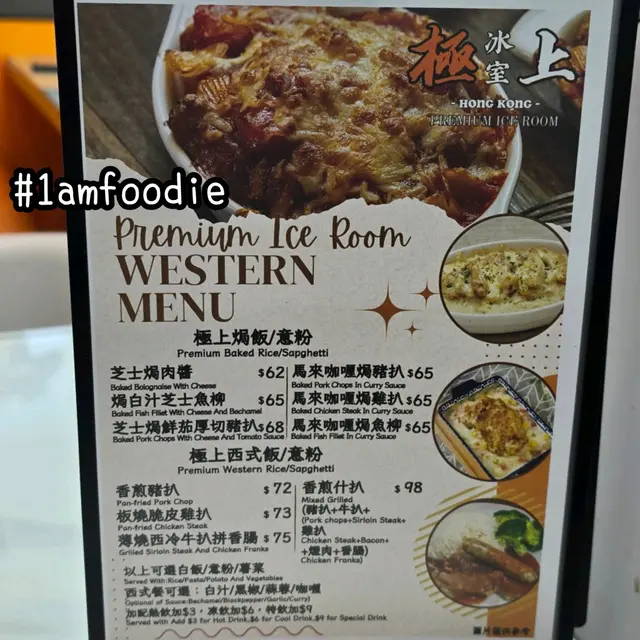 極上
冰室
- HONG KONG -
PREMIUM ICE ROOM
#1amfoodie
Premium Ice Room
WESTERN
MENU
極上焗飯/意粉
Premium Baked Rice/Sapghetti
芝士焗肉醬 $62
Baked Bolognaise With Cheese
焗白汁芝士魚柳 $65
Baked Fish Fillet With Cheese And Bechamel
芝士焗鮮茄厚切豬扒 $68
Baked Pork Chops With Cheese And Tomato Sauce
馬來咖喱焗豬扒 $65
Baked Pork Chops In Curry Sauce
馬來咖喱焗雞扒 $65
Baked Chicken Steak In Curry Sauce
馬來咖喱焗魚柳 $65
Baked Fish Fillet In Curry Sauce
極上西式飯/意粉
Premium Western Rice/Sapghetti
香煎豬扒 $72
Pan-fried Pork Chop
板燒脆皮雞扒 $73
Pan-fried Chicken Steak
薄燒西冷牛扒拼香腸 $75
Grilled Sirloin Steak And Chicken Franks
香煎什扒 $98
Mixed Grilled
(豬扒+牛扒+
(Pork chops+Sirloin Steak+
雞扒
Chicken Steak+Bacon+
+煙肉+香腸)
Chicken Franks)
以上可選白飯/意粉/薯菜
Served With :Rice/Pasta/Potato And Vegetables
西式餐可選：白汁/黑椒/蒜蓉/咖喱
Optional of Sauce:Bechamel/Blackpepper/Garlic/Curry)
加配熱飲加$3，凍飲加$6，特飲加$9
Served with Add $3 for Hot Drink,$6 for Cool Drink,$9 for Special Drink
圖片謹供參考